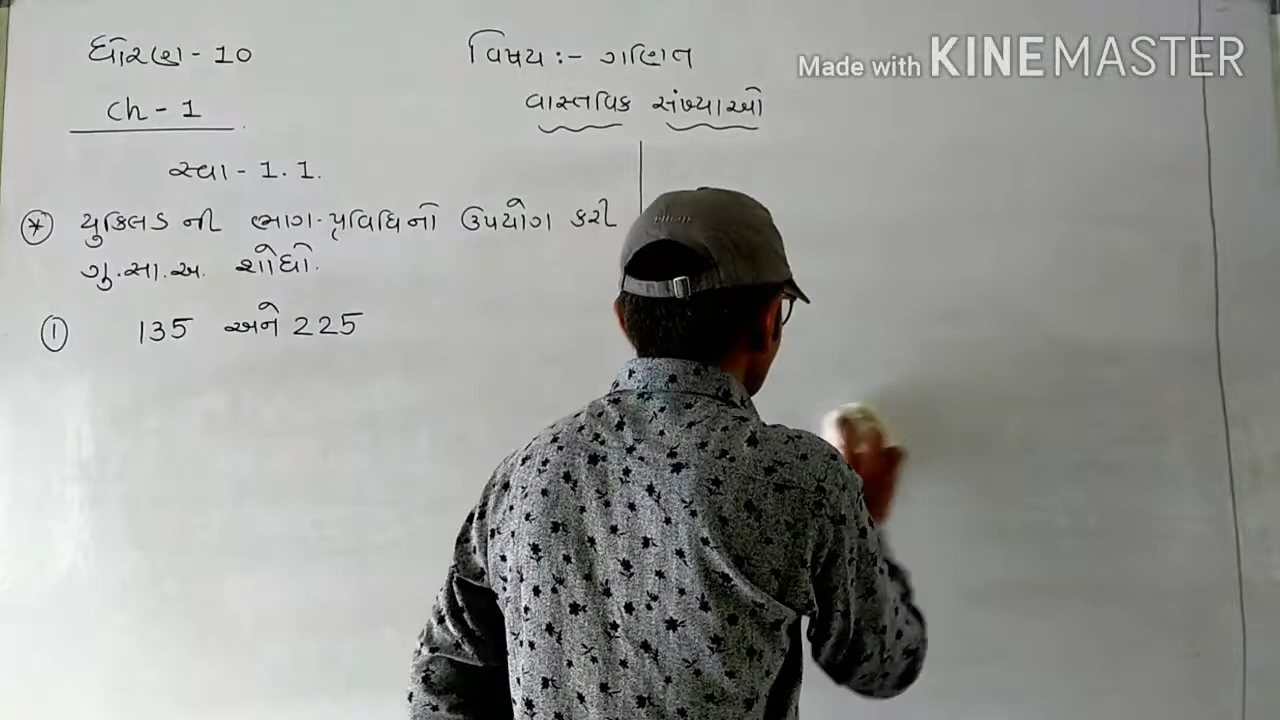 ધોરણ - 10
વિષય :- ગણિત
Made with KINEMASTER
ch - 1
વાસ્તવિક સંખ્યાઓ
સ્વા - 1.1.
* યુકિલડ ની ભાગ-પ્રવિધિનો ઉપયોગ કરી
ગુ.સા.અ. શોધો.
① 135 અને 225